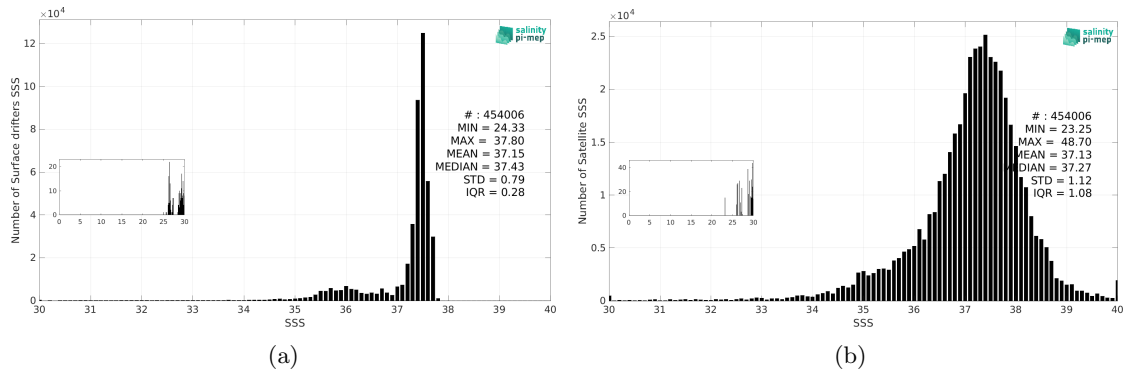 ×10⁴
12
10
8
6
4
2
0
30 31 32 33 34 35 36 37 38 39 40
SSS
Number of Surface drifters SSS
salinity
pi-mep
# : 454006
MIN = 24.33
MAX = 37.80
MEAN = 37.15
MEDIAN = 37.43
STD = 0.79
IQR = 0.28
20
10
0
0 5 10 15 20 25 30
(a)
×10⁴
2.5
2
1.5
1
0.5
0
30 31 32 33 34 35 36 37 38 39 40
SSS
Number of Satellite SSS
salinity
pi-mep
# : 454006
MIN = 23.25
MAX = 48.70
MEAN = 37.13
MEDIAN = 37.27
STD = 1.12
IQR = 1.08
40
20
0
0 5 10 15 20 25 30
(b)